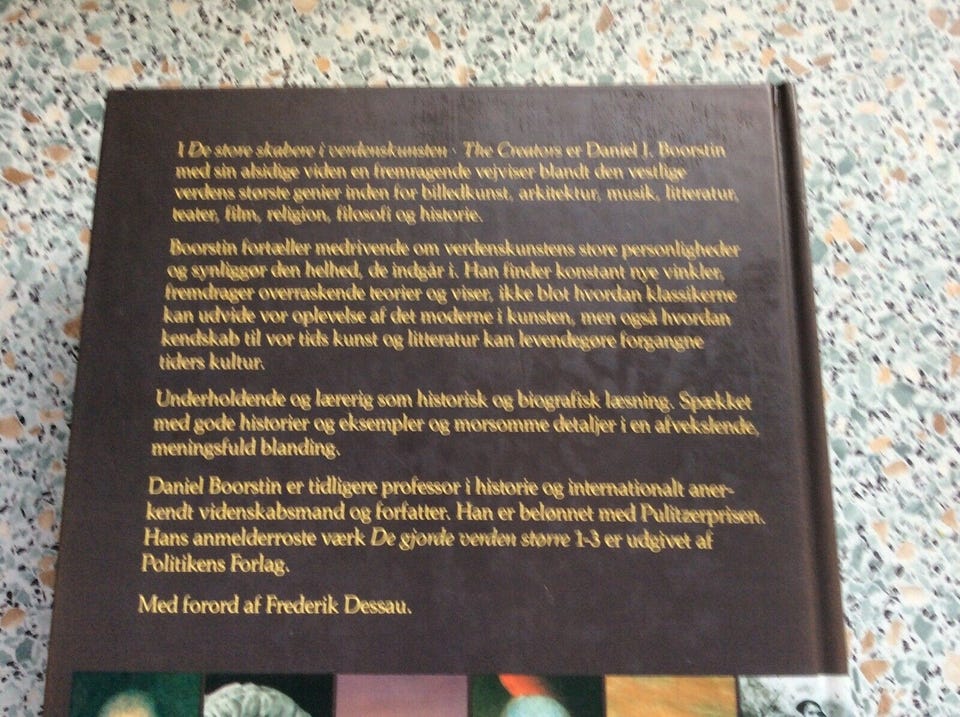 I De store skabere i verdenskunsten · The Creators er Daniel J. Boorstin
med sin alsidige viden en fremragende vejviser blandt den vestlige
verdens største genier inden for billedkunst, arkitektur, musik, litteratur,
teater, film, religion, filosofi og historie.
Boorstin fortæller medrivende om verdenskunstens store personligheder
og synliggør den helhed, de indgår i. Han finder konstant nye vinkler,
fremdrager overraskende teorier og viser, ikke blot hvordan klassikerne
kan udvide vor oplevelse af det moderne i kunsten, men også hvordan
kendskab til vor tids kunst og litteratur kan levendegøre forgangne
tiders kultur.
Underholdende og lærerig som historisk og biografisk læsning. Spækket
med gode historier og eksempler og morsomme detaljer i en afvekslende,
meningsfuld blanding.
Daniel Boorstin er tidligere professor i historie og internationalt aner-
kendt videnskabsmand og forfatter. Han er belønnet med Pulitzerprisen.
Hans anmelderroste værk De gjorde verden større 1-3 er udgivet af
Politikens Forlag.
Med forord af Frederik Dessau.